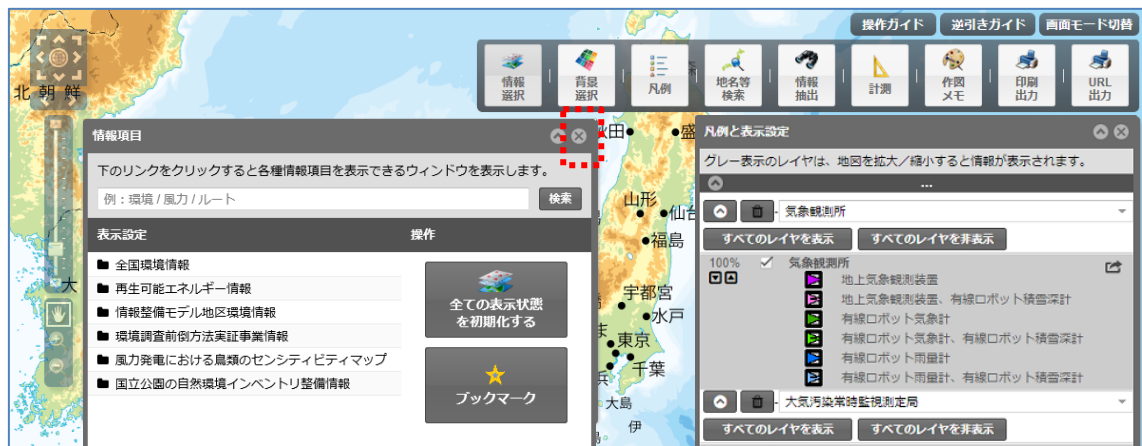 操作ガイド 逆引きガイド 画面モード切替
情報選択 背景選択 凡例 地名等検索 情報抽出 計測 作図メモ 印刷出力 URL出力
北朝鮮
情報項目
下のリンクをクリックすると各種情報項目を表示できるウィンドウを表示します。
例：環境 / 風力 / ルート 検索
表示設定 操作
全国環境情報
再生可能エネルギー情報
情報整備モデル地区環境情報
環境調査前倒方法実証事業情報
風力発電における鳥類のセンシティビティマップ
国立公園の自然環境インベントリ整備情報
全ての表示状態
を初期化する
ブックマーク
大
田
盛
山形
仙台
福島
宇都宮
水戸
東京
千葉
大島
伊
凡例と表示設定
グレー表示のレイヤは、地図を拡大／縮小すると情報が表示されます。
...
- 気象観測所
すべてのレイヤを表示 すべてのレイヤを非表示
100% 気象観測所
地上気象観測装置
地上気象観測装置、有線ロボット積雪深計
有線ロボット気象計
有線ロボット気象計、有線ロボット積雪深計
有線ロボット雨量計
有線ロボット雨量計、有線ロボット積雪深計
- 大気汚染常時監視測定局
すべてのレイヤを表示 すべてのレイヤを非表示